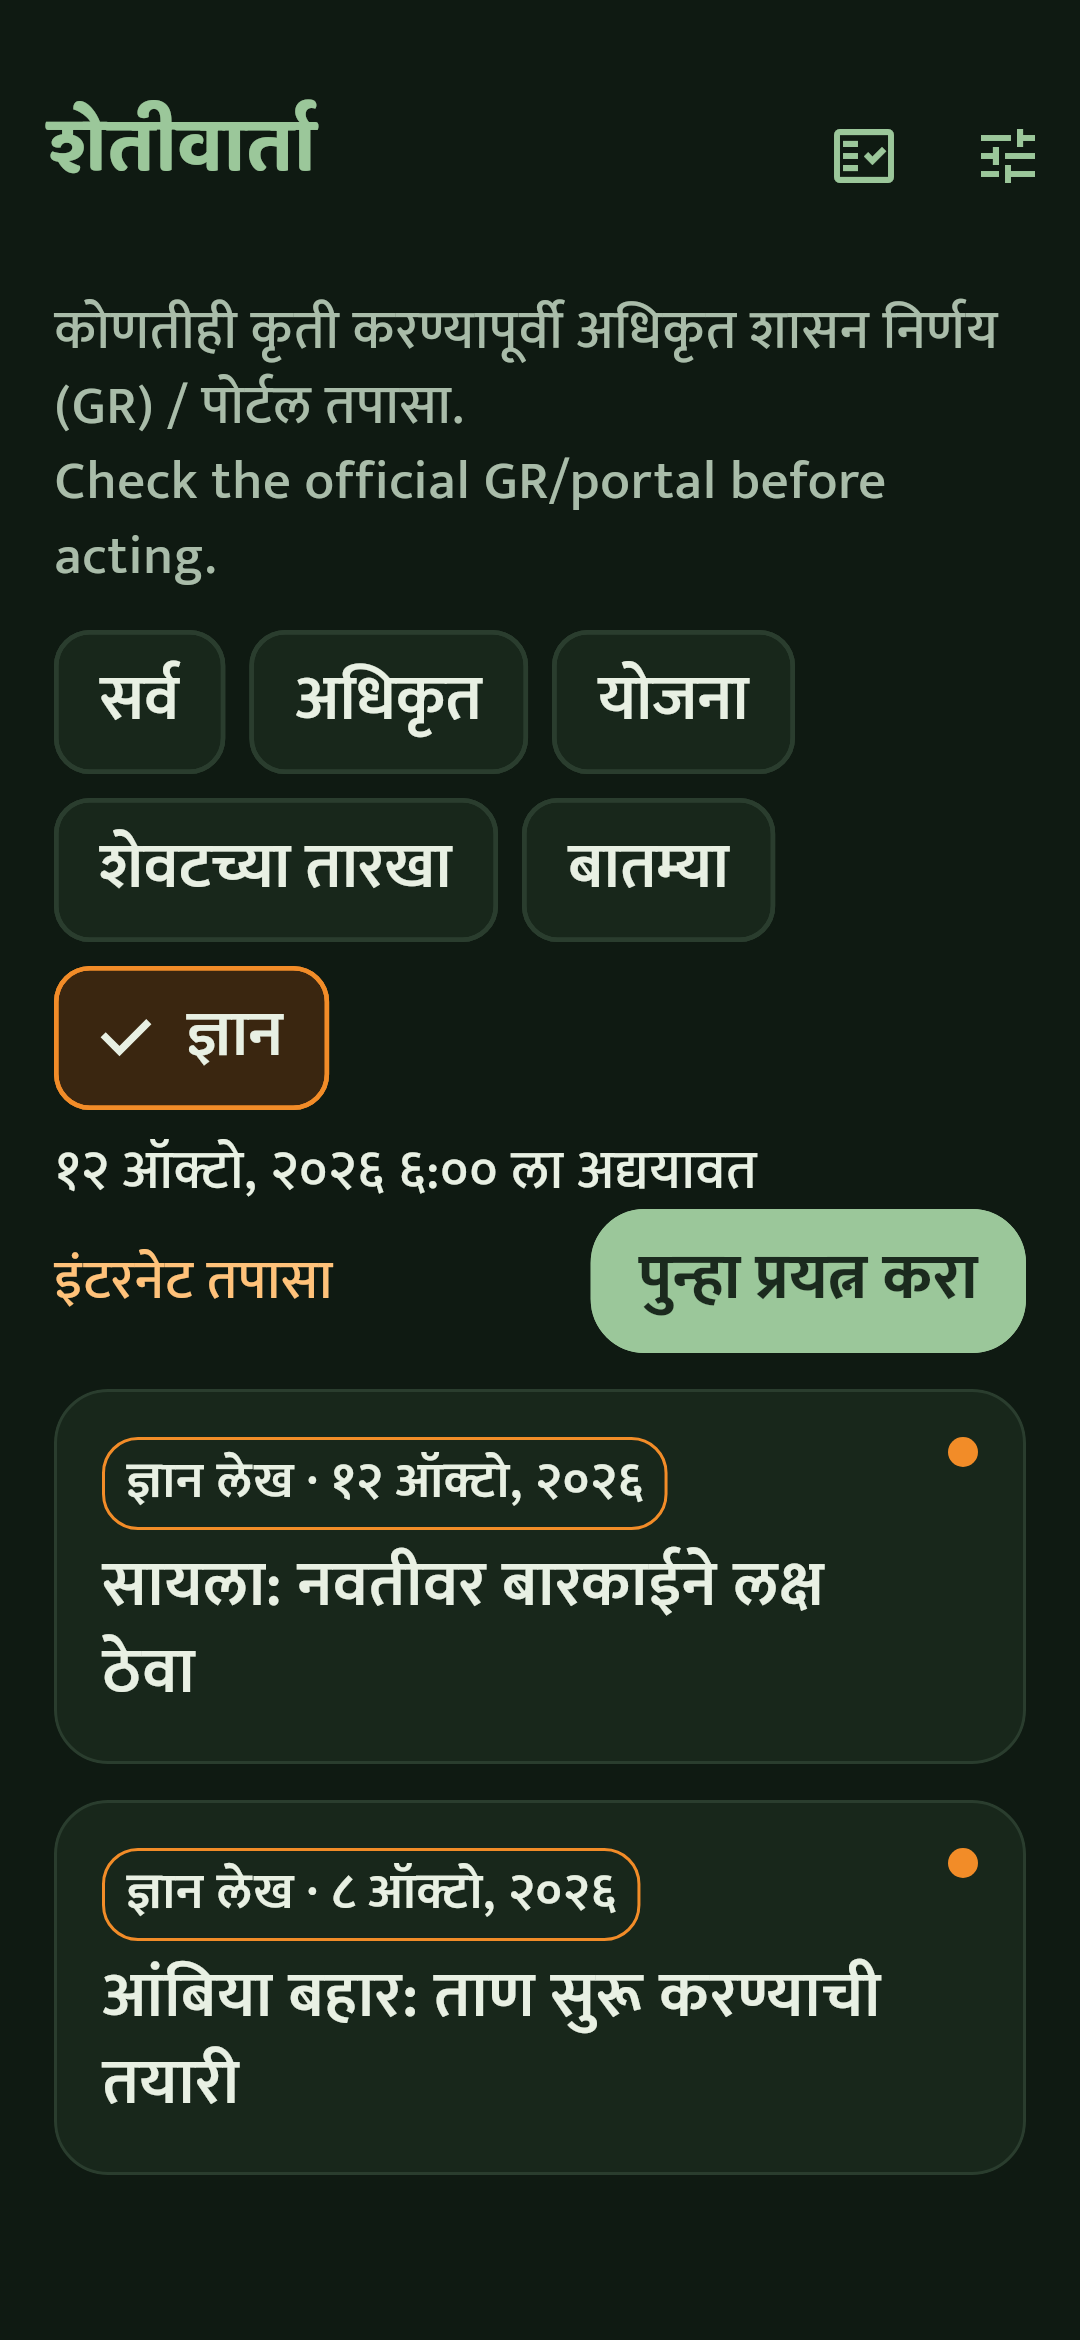 शेतीवार्ता
कोणतीही कृती करण्यापूर्वी अधिकृत शासन निर्णय
(GR) / पोर्टल तपासा.
Check the official GR/portal before
acting.
सर्व अधिकृत योजना
शेवटच्या तारखा बातम्या
ज्ञान
१२ ऑक्टो, २०२६ ६:०० ला अद्ययावत
इंटरनेट तपासा पुन्हा प्रयत्न करा
ज्ञान लेख · १२ ऑक्टो, २०२६
सायला: नवतीवर बारकाईने लक्ष
ठेवा
ज्ञान लेख · ८ ऑक्टो, २०२६
आंबिया बहार: ताण सुरू करण्याची
तयारी